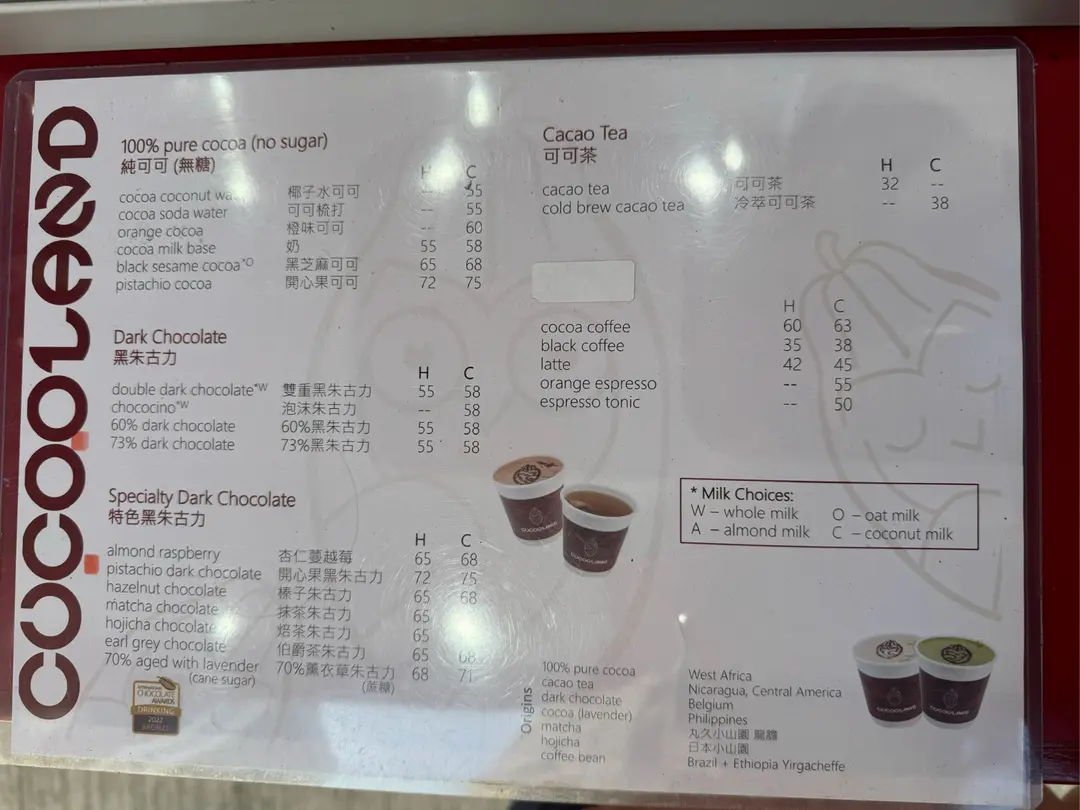 CUCOOLAND
100% pure cocoa (no sugar)
純可可 (無糖)
H C
cocoa coconut 椰子水可可 -- 55
cocoa soda water 可可梳打 -- 55
orange cocoa 橙味可可 -- 60
cocoa milk base 奶 55 58
black sesame cocoa*O 黑芝麻可可 65 68
pistachio cocoa 開心果可可 72 75
Dark Chocolate
黑朱古力
H C
double dark chocolate*W 雙重黑朱古力 55 58
chococino*W 泡沫朱古力 -- 58
60% dark chocolate 60%黑朱古力 55 58
73% dark chocolate 73%黑朱古力 55 58
Specialty Dark Chocolate
特色黑朱古力
H C
almond raspberry 杏仁蔓越莓 65 68
pistachio dark chocolate 開心果黑朱古力 72 75
hazelnut chocolate 榛子朱古力 65 68
matcha chocolate 抹茶朱古力 65
hojicha chocolate 焙茶朱古力 65
earl grey chocolate 伯爵茶朱古力 65 68
70% aged with lavender 70%薰衣草朱古力 68 71
(cane sugar) (蔗糖)
CHOCOLATE
AWARDS
DRINKING
2022
Cacao Tea
可可茶
H C
cacao tea 可可茶 32 --
cold brew cacao tea 冷萃可可茶 -- 38
H C
cocoa coffee 60 63
black coffee 35 38
latte 42 45
orange espresso -- 55
espresso tonic -- 50
* Milk Choices:
W – whole milk O – oat milk
A – almond milk C – coconut milk
Origins
100% pure cocoa West Africa
cacao tea Nicaragua, Central America
dark chocolate Belgium
cocoa (lavender) Philippines
matcha 丸久小山園
hojicha 日本小山園
coffee bean Brazil + Ethiopia Yirgacheffe